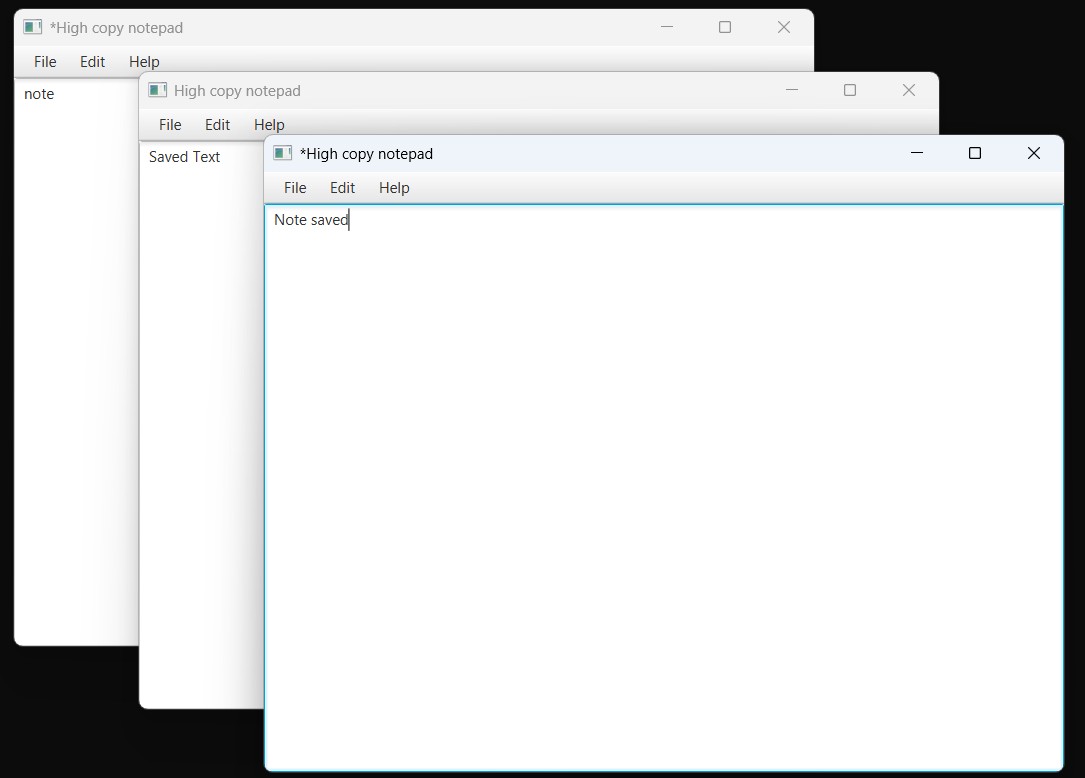 *High copy notepad
File Edit Help
note
High copy notepad
File Edit Help
Saved Text
*High copy notepad
File Edit Help
Note saved